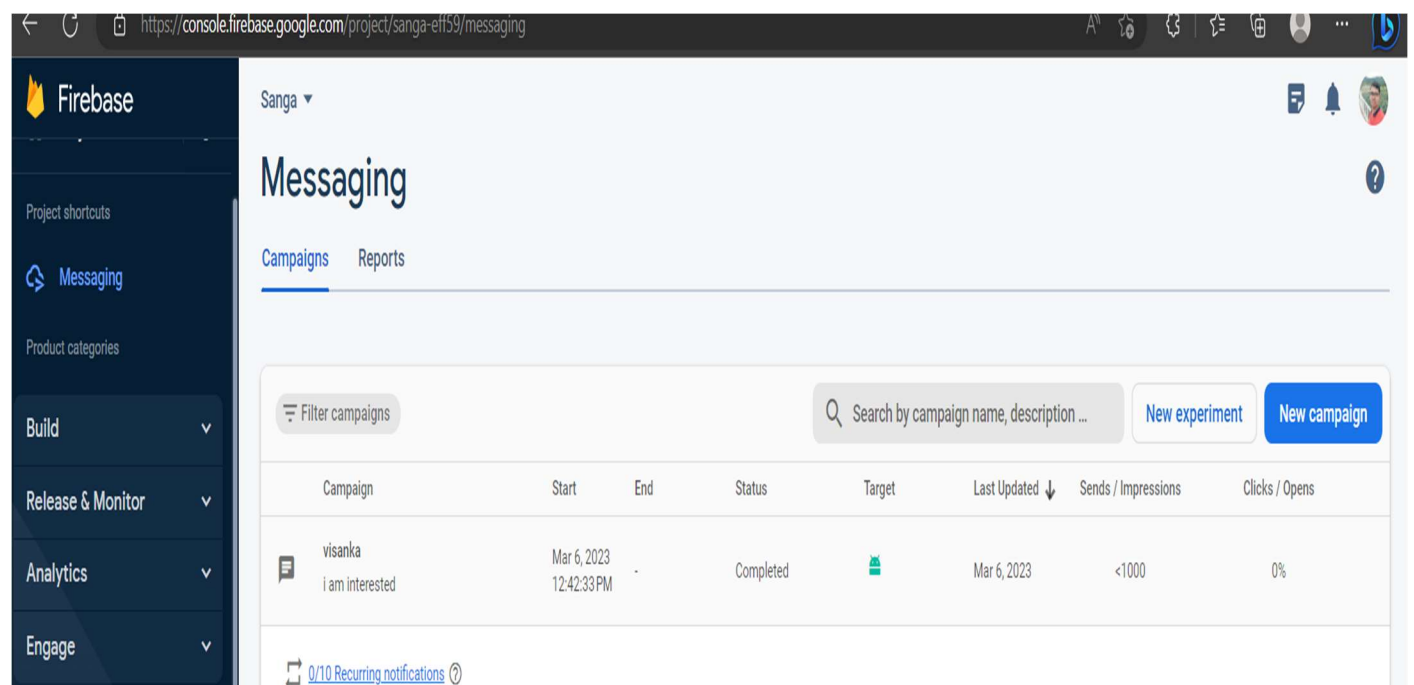 https://console.firebase.google.com/project/sanga-eff59/messaging
Firebase
Sanga
Messaging
Project shortcuts
Messaging
Product categories
Build
Release & Monitor
Analytics
Engage
Campaigns Reports
Filter campaigns
Search by campaign name, description ...
New experiment
New campaign
Campaign Start End Status Target Last Updated Sends / Impressions Clicks / Opens
visanka
i am interested
Mar 6, 2023
12:42:33 PM
-
Completed
Mar 6, 2023
<1000
0%
0/10 Recurring notifications